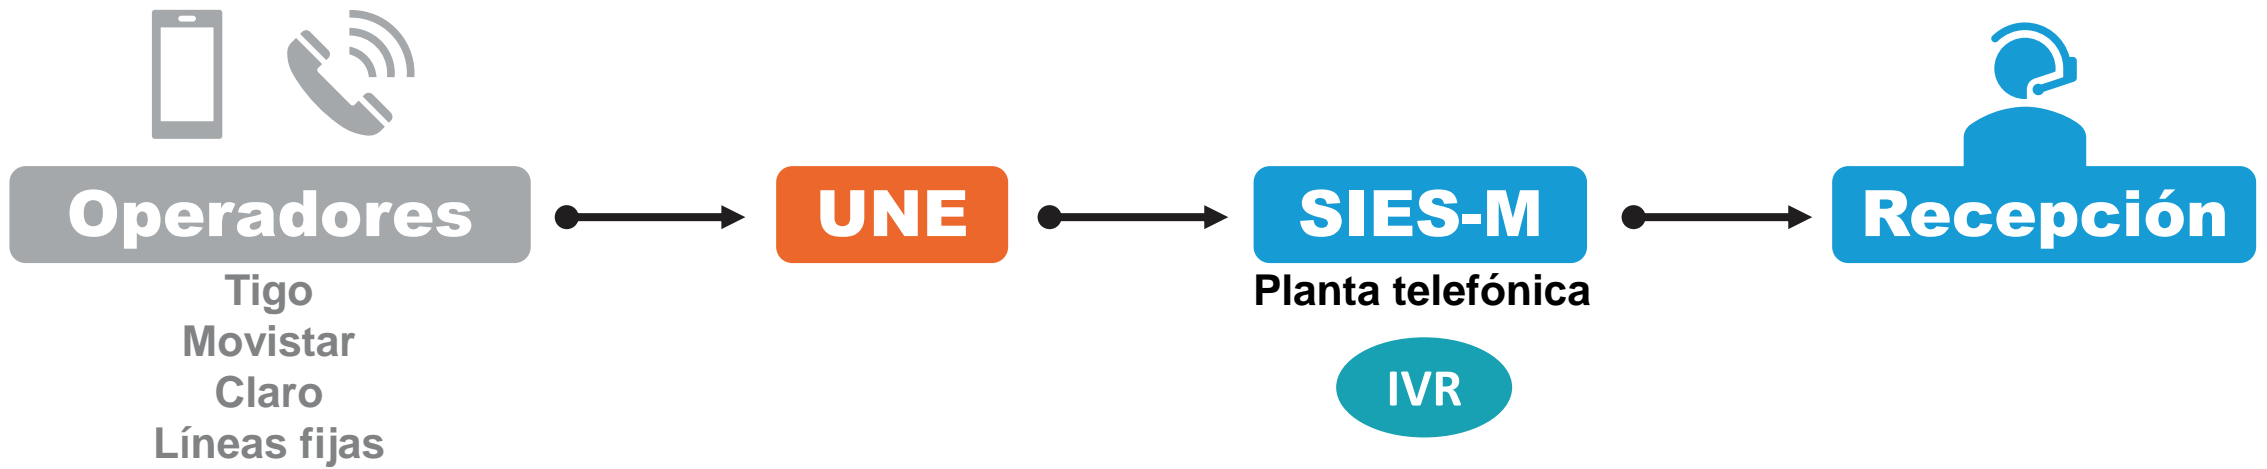 Operadores
Tigo
Movistar
Claro
Líneas fijas
UNE
SIES-M
Planta telefónica
IVR
Recepción